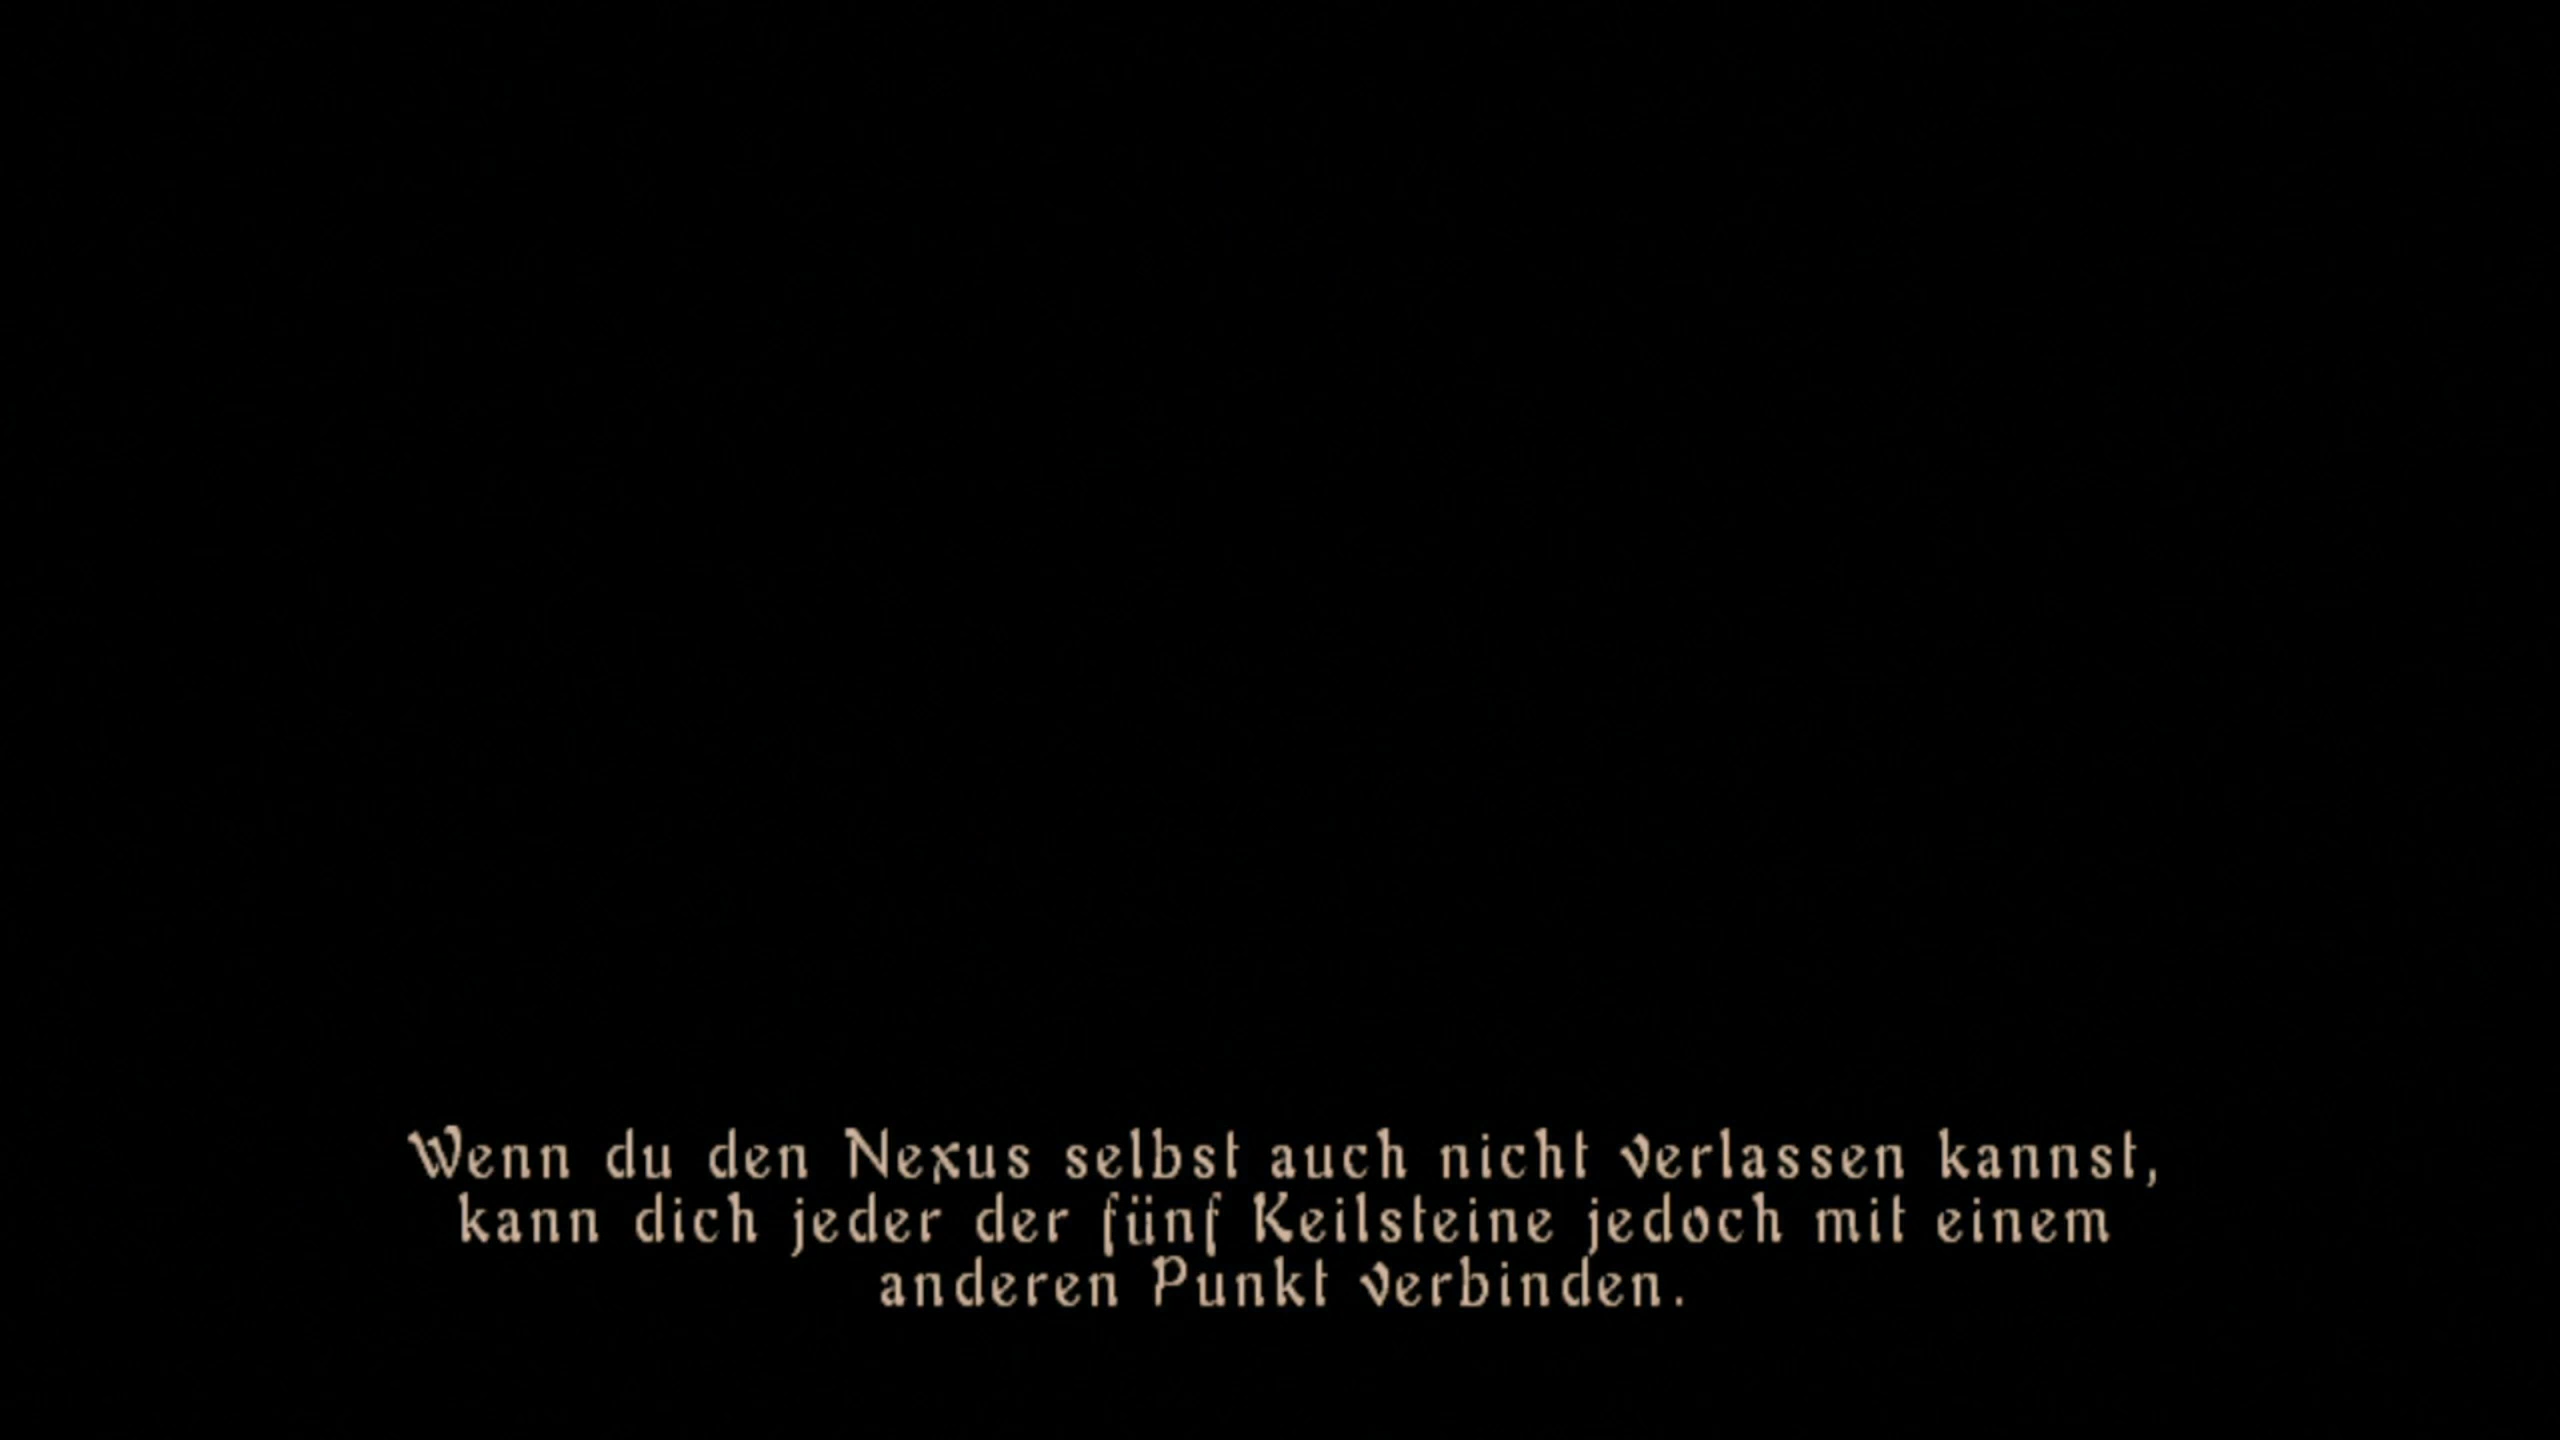 Wenn du den Nexus selbst auch nicht verlassen kannst,
kann dich jeder der fünf Keilsteine jedoch mit einem
anderen Punkt verbinden.